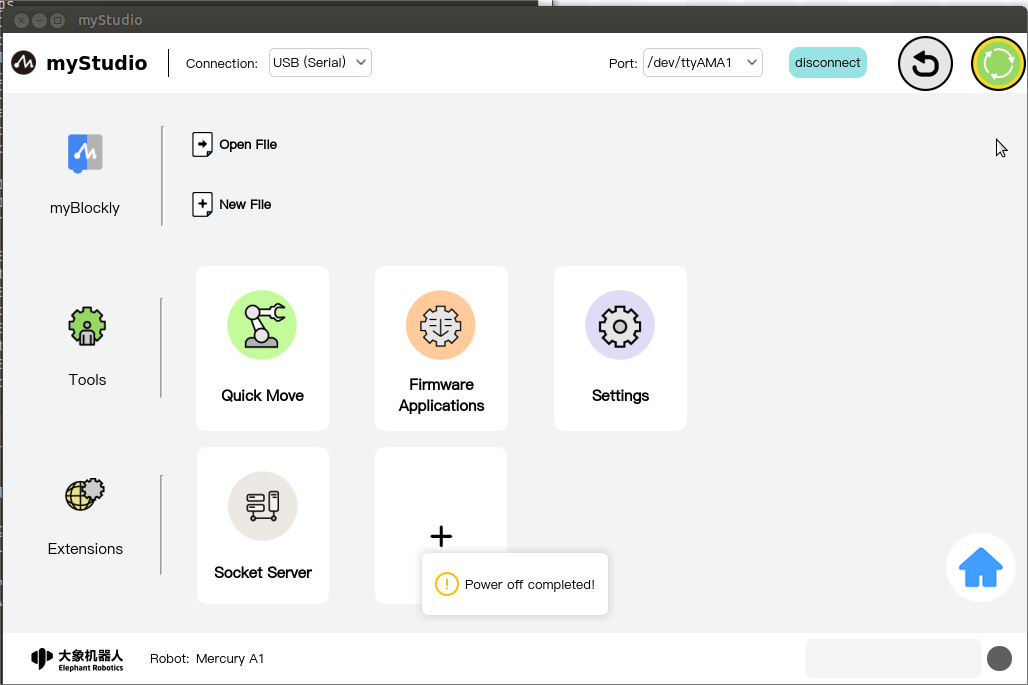 myStudio
myStudio
Connection:
USB (Serial)
Port:
/dev/ttyAMA1
disconnect
myBlockly
Open File
New File
Tools
Quick Move
Firmware
Applications
Settings
Extensions
Socket Server
Power off completed!
大象机器人
Elephant Robotics
Robot: Mercury A1